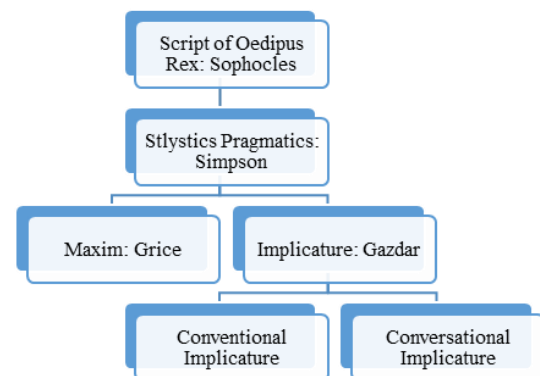 Script of Oedipus
Rex: Sophocles
Stlystics Pragmatics:
Simpson
Maxim: Grice
Implicature: Gazdar
Conventional
Implicature
Conversational
Implicature